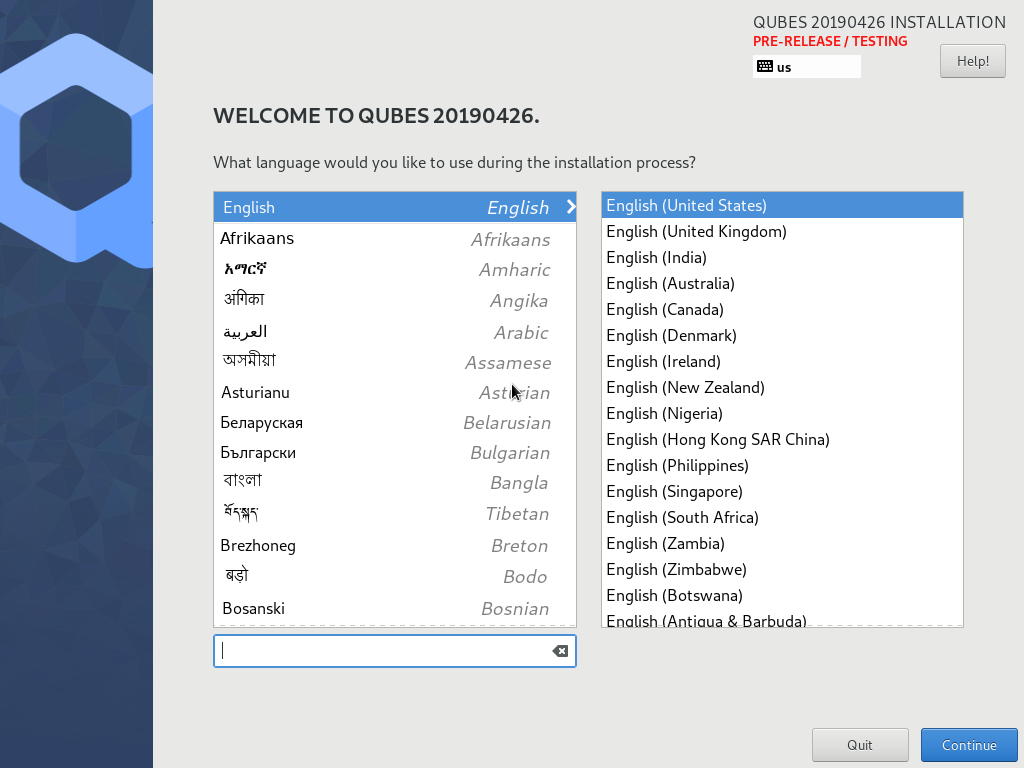 QUBES 20190426 INSTALLATION
PRE-RELEASE / TESTING
us
Help!
WELCOME TO QUBES 20190426.
What language would you like to use during the installation process?
English English
Afrikaans Afrikaans
አማርኛ Amharic
अंगिका Angika
العربية Arabic
অসমীয়া Assamese
Asturianu Asturian
Беларуская Belarusian
Български Bulgarian
বাংলা Bangla
བོད་སྐད་ Tibetan
Brezhoneg Breton
बड़ो Bodo
Bosanski Bosnian
English (United States)
English (United Kingdom)
English (India)
English (Australia)
English (Canada)
English (Denmark)
English (Ireland)
English (New Zealand)
English (Nigeria)
English (Hong Kong SAR China)
English (Philippines)
English (Singapore)
English (South Africa)
English (Zambia)
English (Zimbabwe)
English (Botswana)
English (Antigua & Barbuda)
Quit
Continue